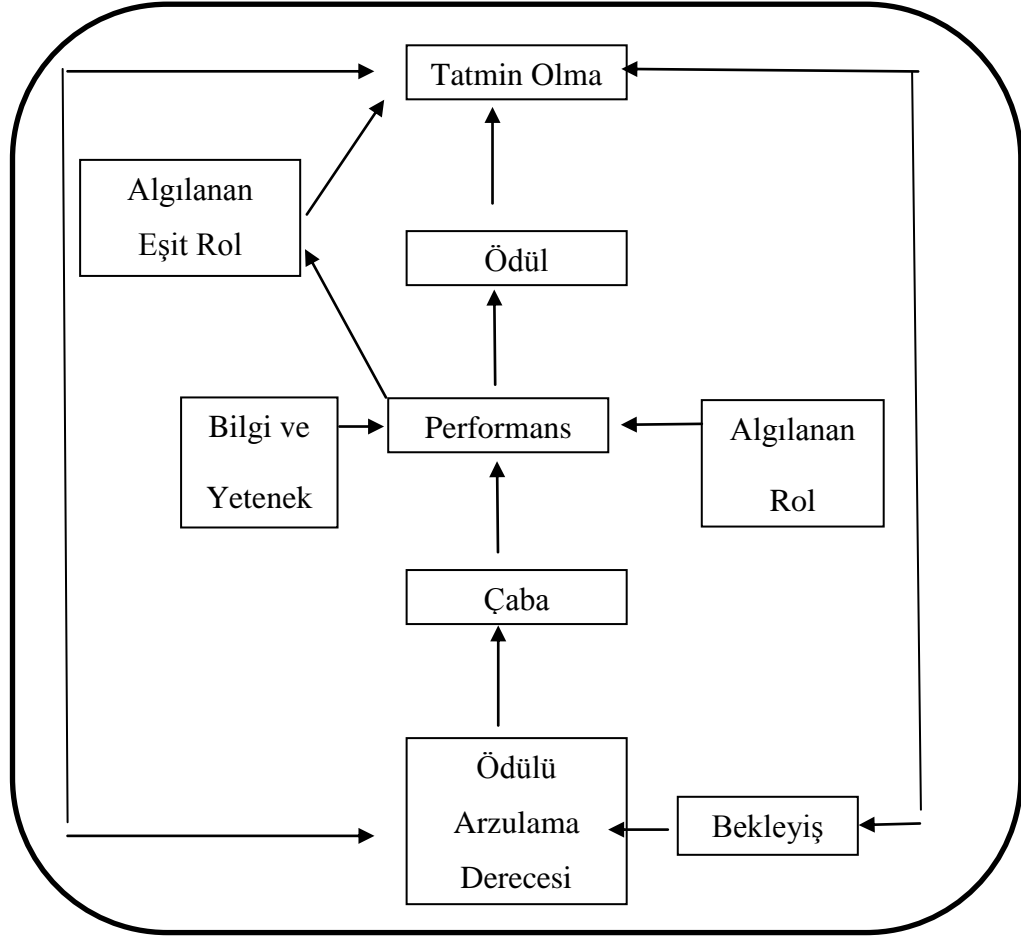 Tatmin Olma
Algılanan
Eşit Rol
Ödül
Bilgi ve
Yetenek
Performans
Algılanan
Rol
Çaba
Ödülü
Arzulama
Derecesi
Bekleyiş